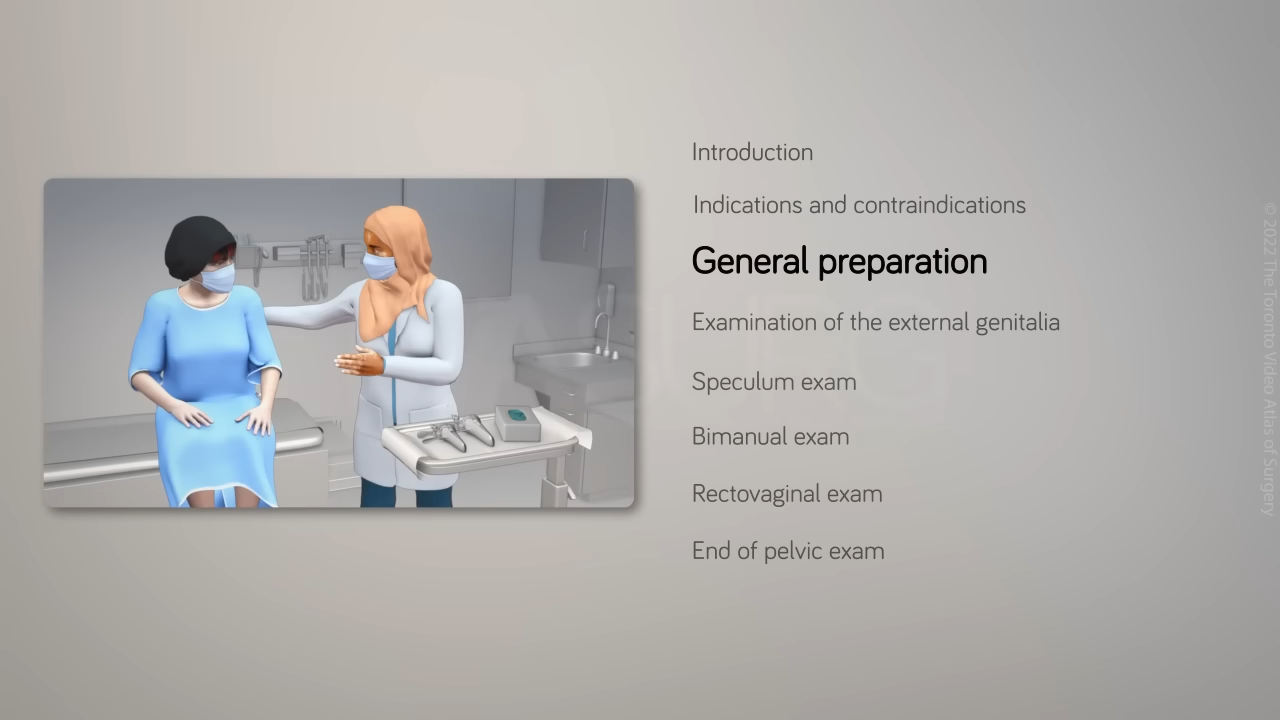 Introduction
Indications and contraindications
General preparation
Examination of the external genitalia
Speculum exam
Bimanual exam
Rectovaginal exam
End of pelvic exam
© 2022 The Toronto Video Atlas of Surgery